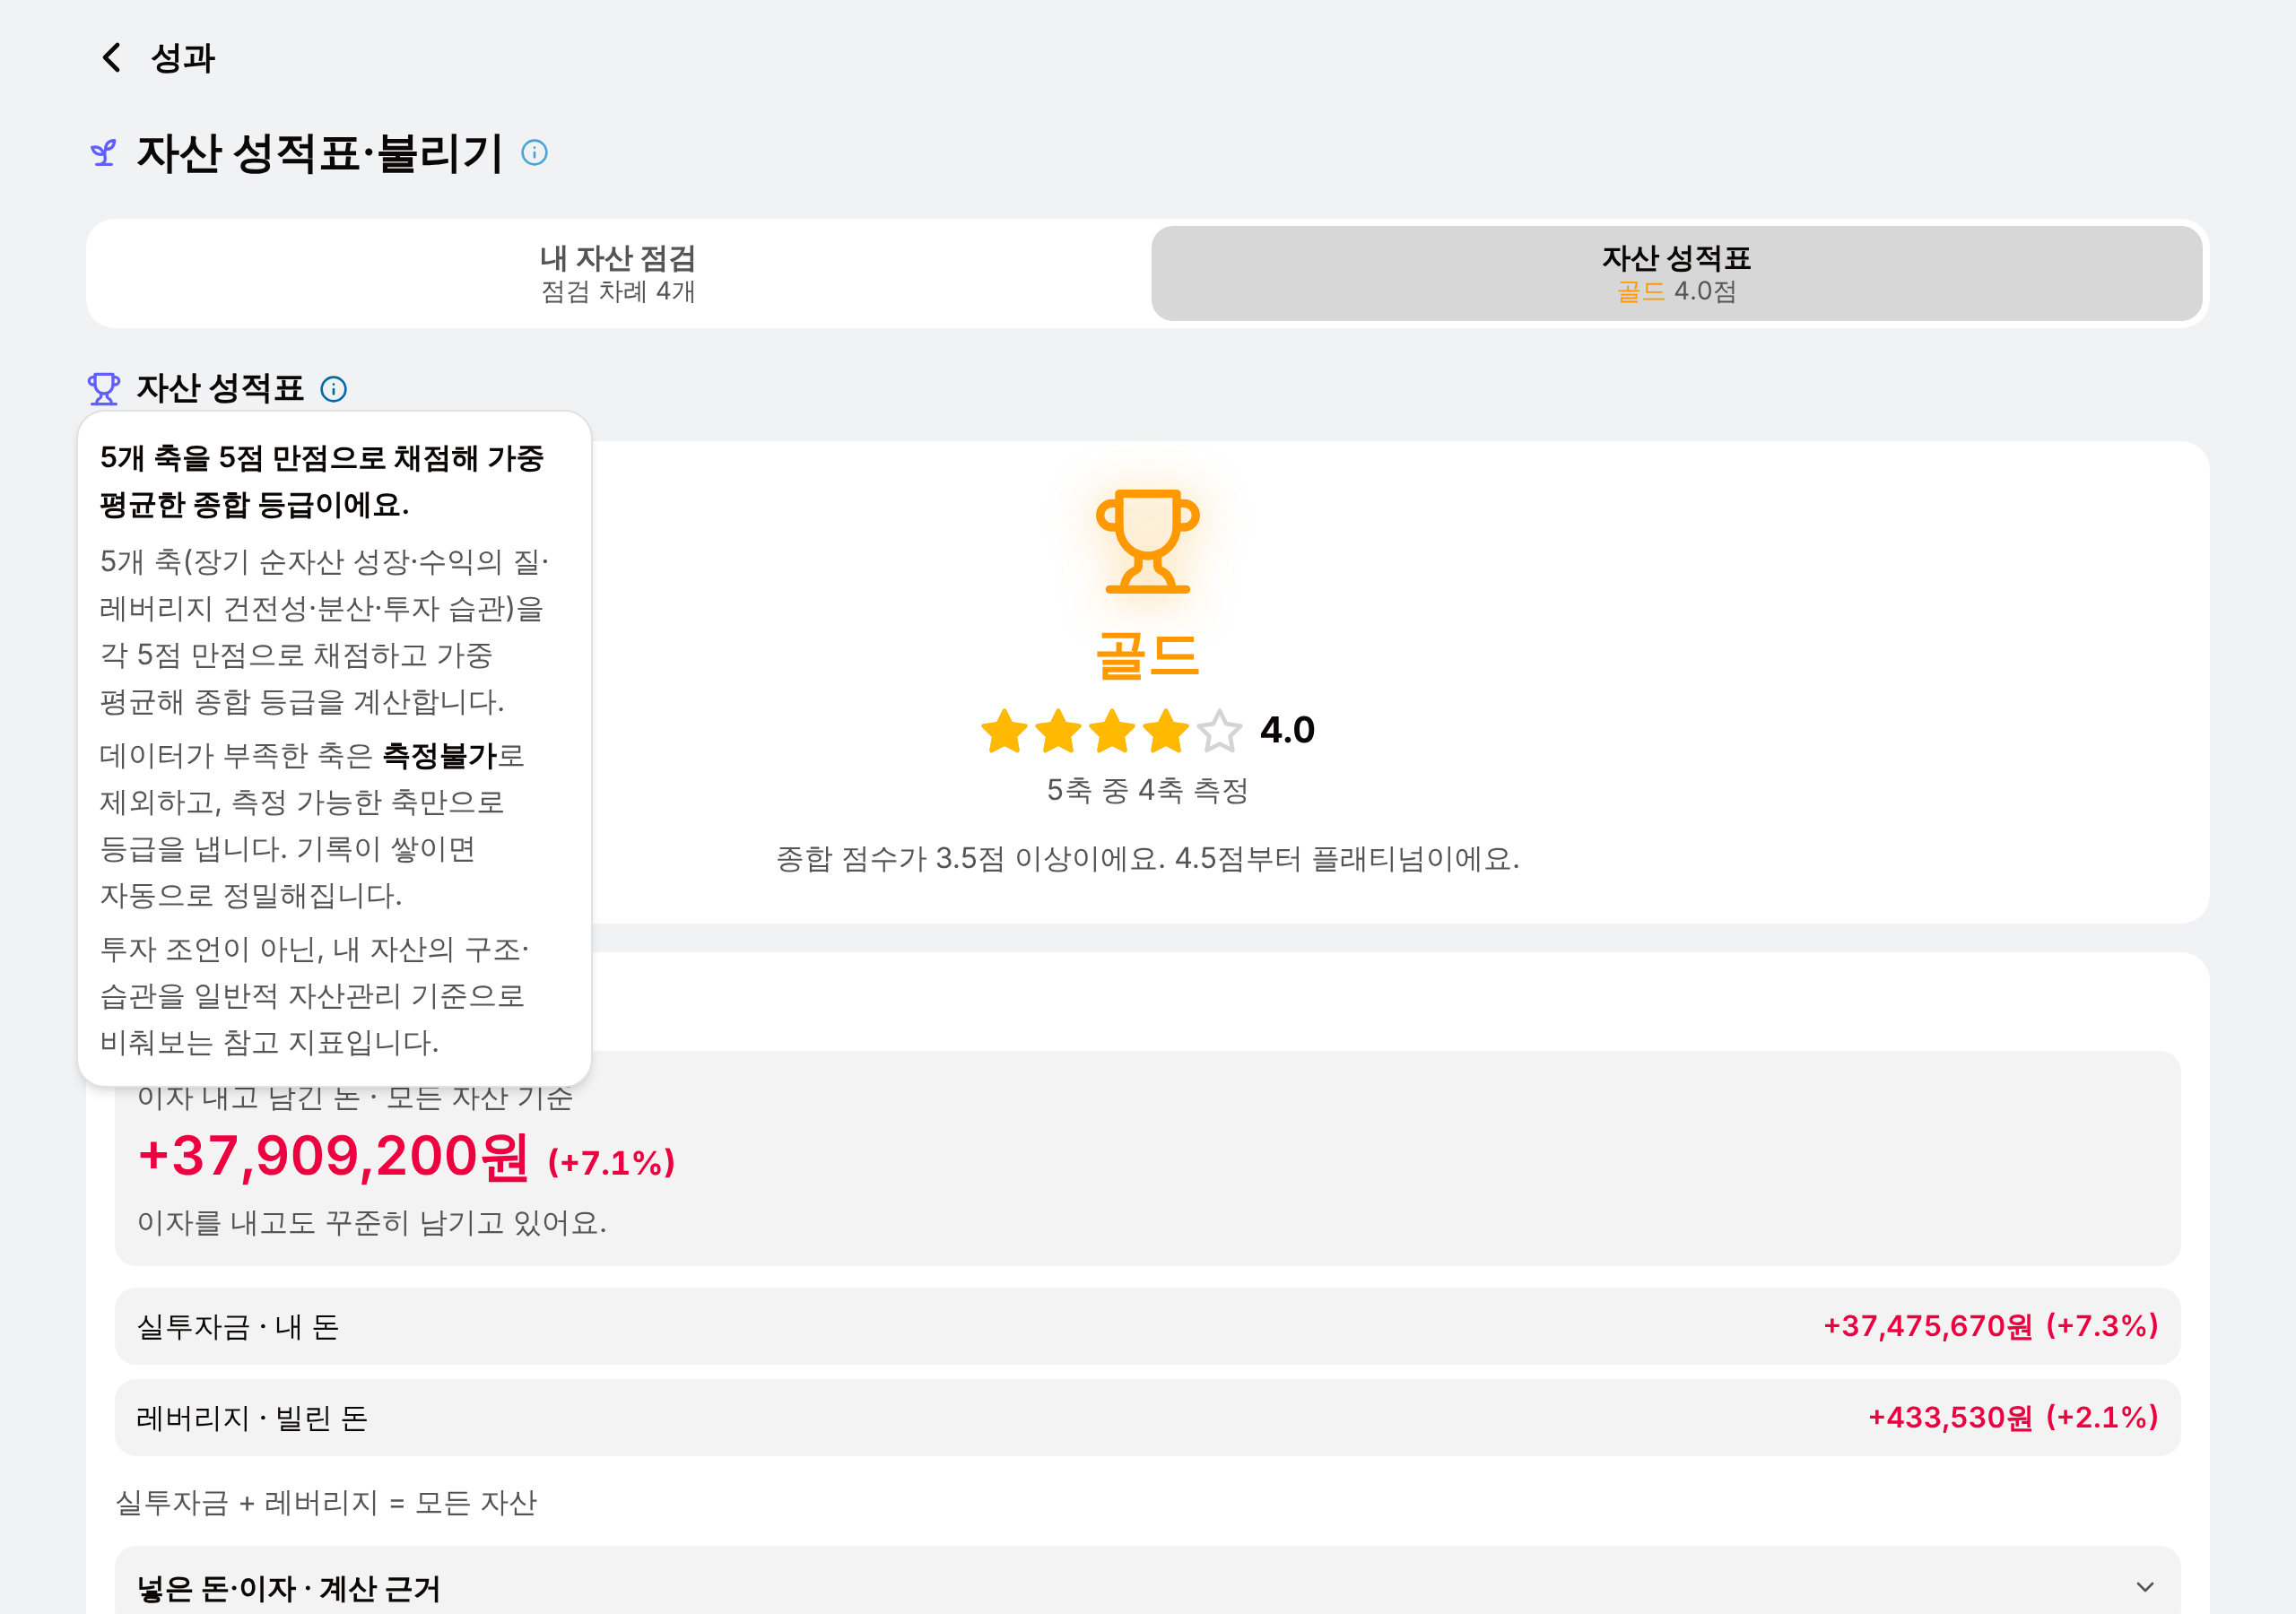 성과
자산 성적표·불리기
내 자산 점검
점검 차례 4개
자산 성적표
골드 4.0점
자산 성적표
5개 축을 5점 만점으로 채점해 가중
평균한 종합 등급이에요.
5개 축(장기 순자산 성장·수익의 질·
레버리지 건전성·분산·투자 습관)을
각 5점 만점으로 채점하고 가중
평균해 종합 등급을 계산합니다.
데이터가 부족한 축은 측정불가로
제외하고, 측정 가능한 축만으로
등급을 냅니다. 기록이 쌓이면
자동으로 정밀해집니다.
투자 조언이 아닌, 내 자산의 구조·
습관을 일반적 자산관리 기준으로
비춰보는 참고 지표입니다.
골드
4.0
5축 중 4축 측정
종합 점수가 3.5점 이상이에요. 4.5점부터 플래티넘이에요.
이자 내고 남긴 돈 · 모든 자산 기준
+37,909,200원 (+7.1%)
이자를 내고도 꾸준히 남기고 있어요.
실투자금 · 내 돈
+37,475,670원 (+7.3%)
레버리지 · 빌린 돈
+433,530원 (+2.1%)
실투자금 + 레버리지 = 모든 자산
넣은 돈·이자 · 계산 근거